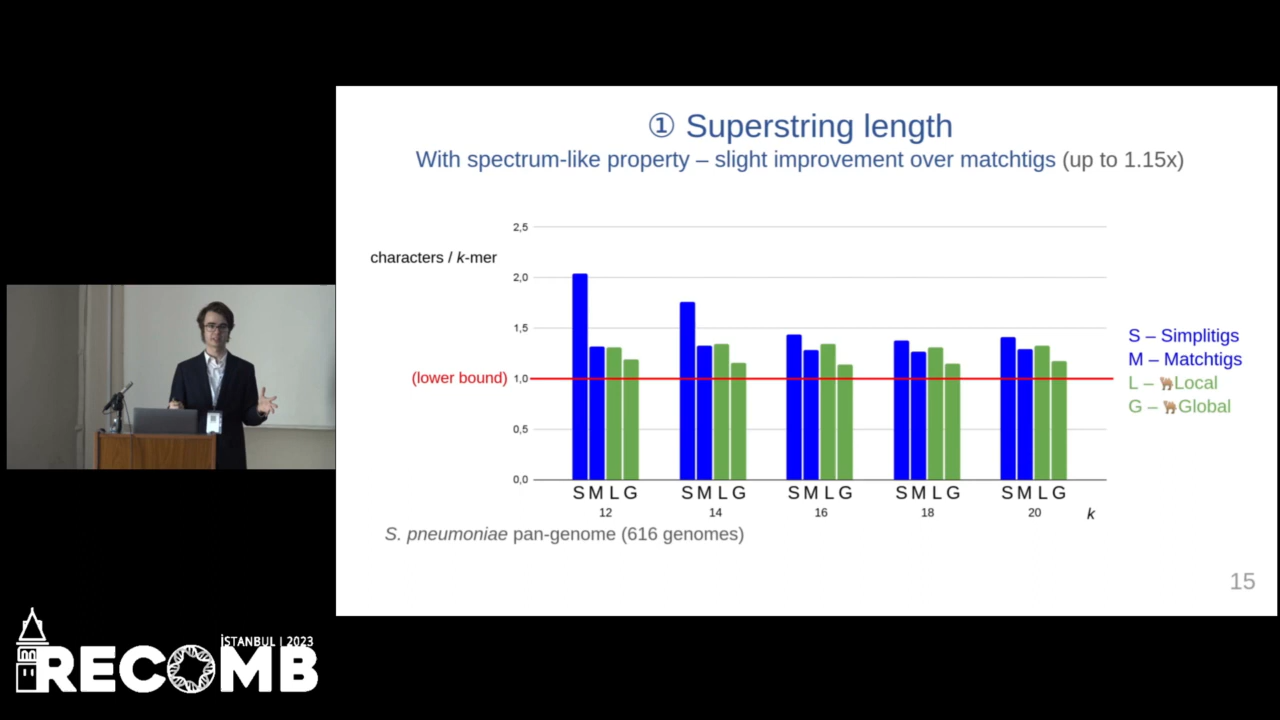 ① Superstring length
With spectrum-like property – slight improvement over matchtigs (up to 1.15x)
characters / k-mer
2,5
2,0
1,5
(lower bound) 1,0
0,5
0,0
S M L G S M L G S M L G S M L G S M L G
12 14 16 18 20 k
S – Simplitigs
M – Matchtigs
L – 🐪Local
G – 🐪Global
S. pneumoniae pan-genome (616 genomes)
15
İSTANBUL | 2023
RECOMB